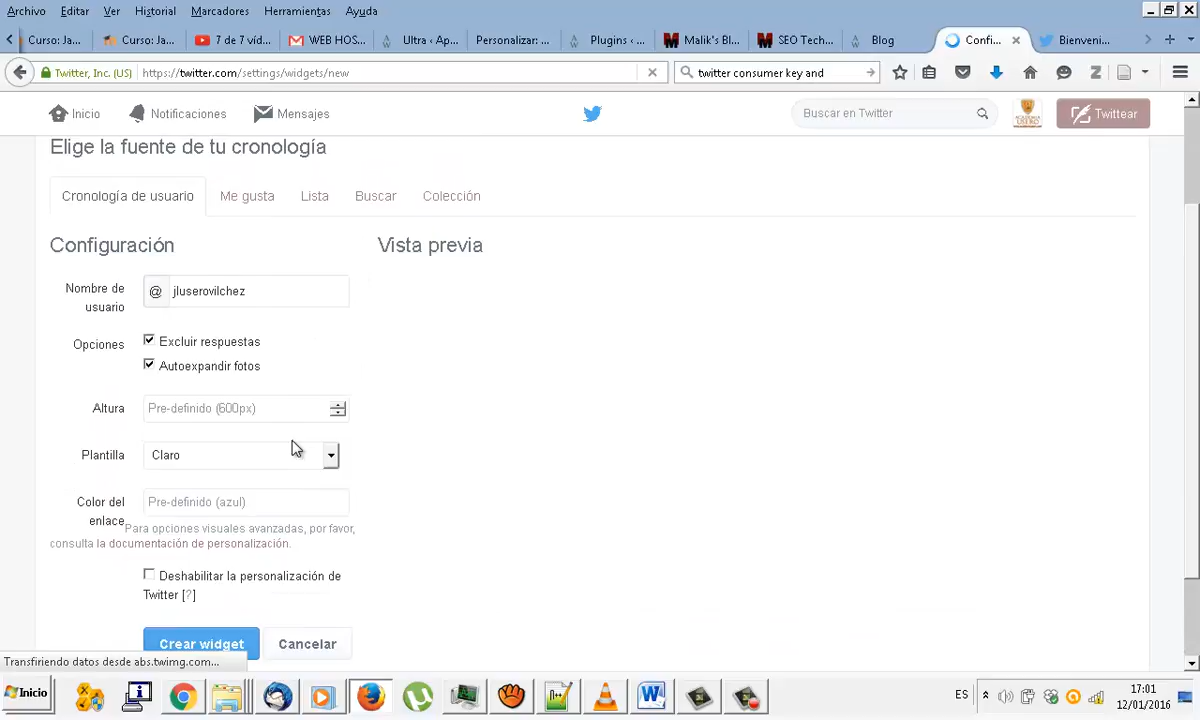 Archivo Editar Ver Historial Marcadores Herramientas Ayuda
Curso: Ja... Curso: Ja... 7 de 7 víd... WEB HOS... Ultra ‹ Ap... Personalizar: ... Plugins ‹ ... Malik's Bl... SEO Tech... Blog Confi... Bienveni...
Twitter, Inc. (US) https://twitter.com/settings/widgets/new twitter consumer key and
Inicio Notificaciones Mensajes Buscar en Twitter Twittear
Elige la fuente de tu cronología
Cronología de usuario Me gusta Lista Buscar Colección
Configuración Vista previa
Nombre de usuario @ jluserovilchez
Opciones Excluir respuestas
Autoexpandir fotos
Altura Pre-definido (600px)
Plantilla Claro
Color del enlace Pre-definido (azul)
Para opciones visuales avanzadas, por favor,
consulta la documentación de personalización.
Deshabilitar la personalización de
Twitter [?]
Crear widget Cancelar
Transfiriendo datos desde abs.twimg.com...
Inicio ES 17:01
12/01/2016